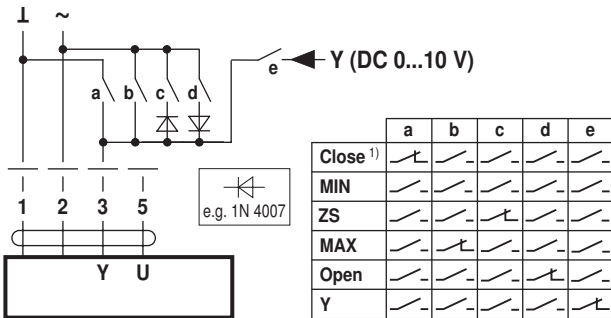 ⊥ ~
e
Y (DC 0...10 V)
a b c d
a b c d e
Close 1)
MIN
ZS
MAX
Open
Y
1 2 3 5
e.g. 1N 4007
Y U